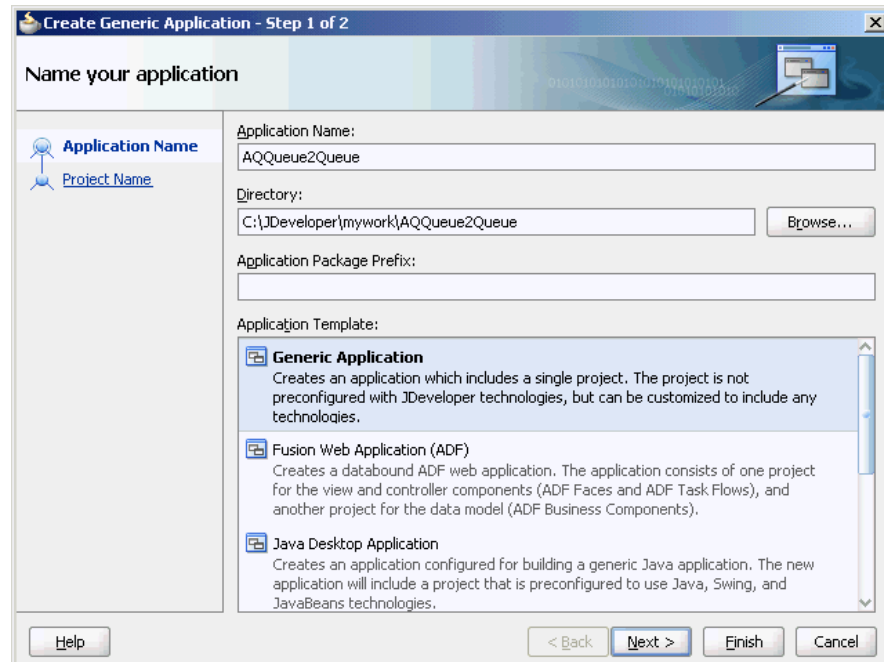 Create Generic Application - Step 1 of 2
Name your application
Application Name
Project Name
Application Name:
AQQueue2Queue
Directory:
C:\JDeveloper\mywork\AQQueue2Queue
Browse...
Application Package Prefix:
Application Template:
Generic Application
Creates an application which includes a single project. The project is not
preconfigured with JDeveloper technologies, but can be customized to include any
technologies.
Fusion Web Application (ADF)
Creates a databound ADF web application. The application consists of one project
for the view and controller components (ADF Faces and ADF Task Flows), and
another project for the data model (ADF Business Components).
Java Desktop Application
Creates an application configured for building a generic Java application. The new
application will include a project that is preconfigured to use Java, Swing, and
JavaBeans technologies.
Help
< Back
Next >
Finish
Cancel